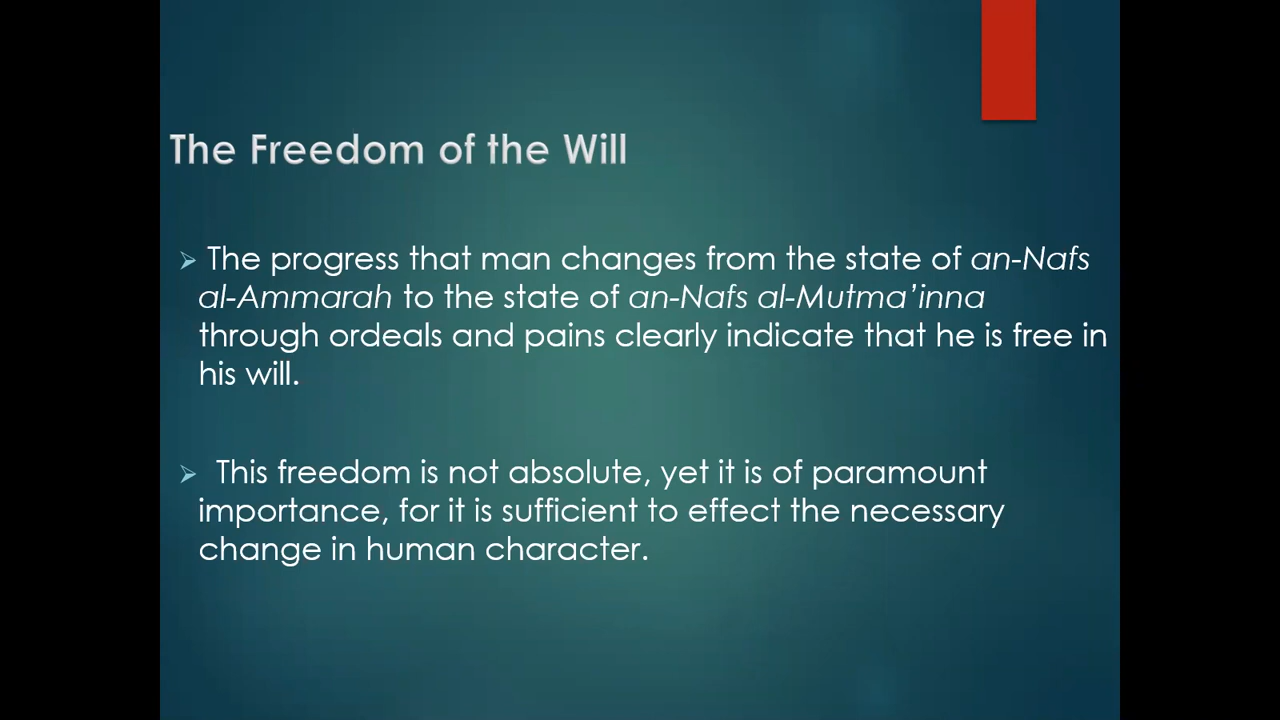 The Freedom of the Will
The progress that man changes from the state of an-Nafs
al-Ammarah to the state of an-Nafs al-Mutma’inna
through ordeals and pains clearly indicate that he is free in
his will.
This freedom is not absolute, yet it is of paramount
importance, for it is sufficient to effect the necessary
change in human character.